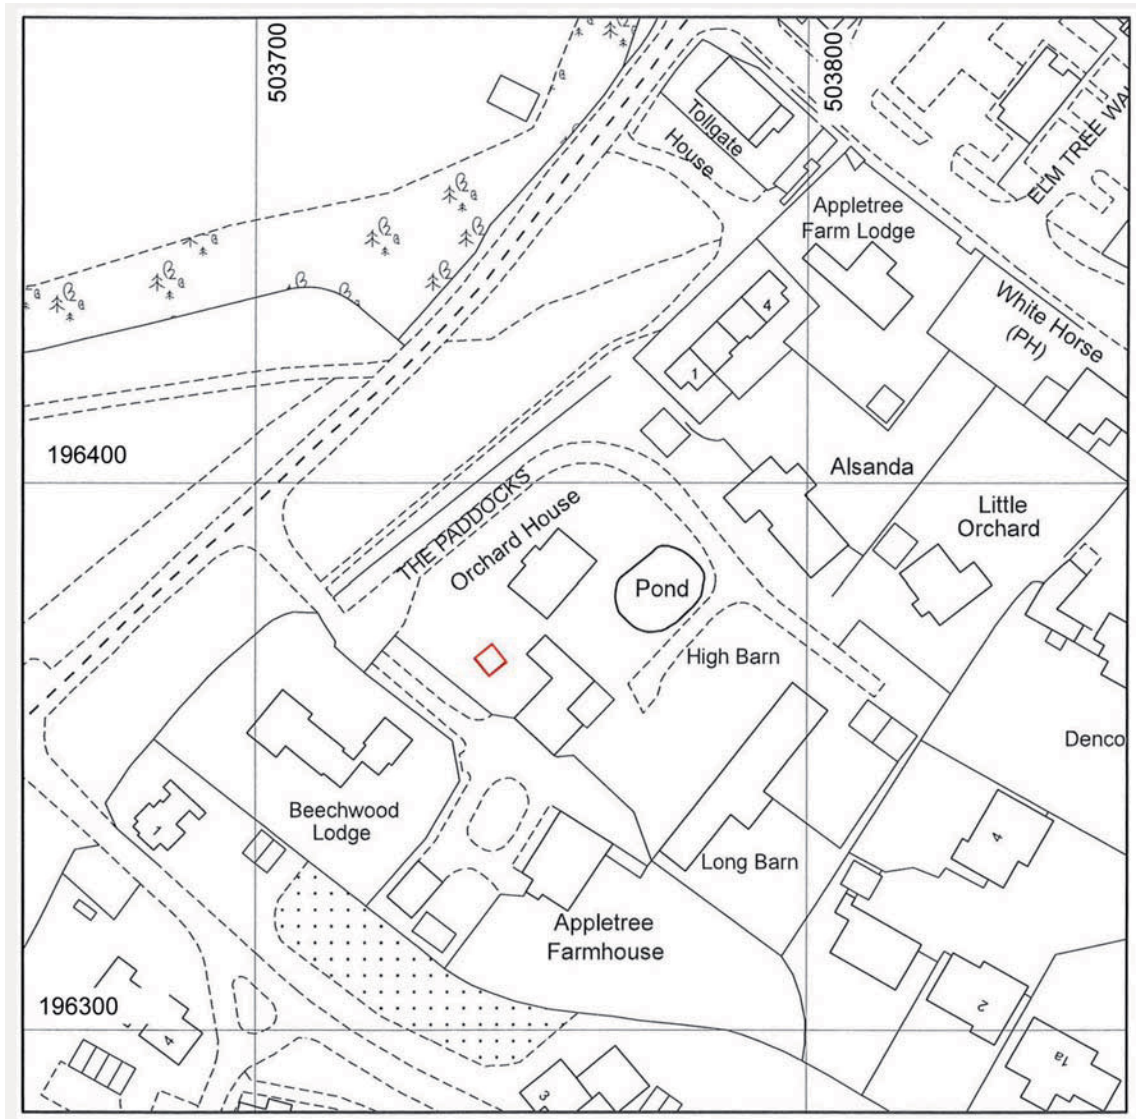 503700
503800
Tollgate
House
ELM TREE WAL
Appletree
Farm Lodge
White Horse
(PH)
4
1
196400
Alsanda
THE PADDOCKS
Orchard House
Little
Orchard
Pond
High Barn
Denco
Beechwood
Lodge
1
4
Long Barn
Appletree
Farmhouse
196300
4
2
1a
3